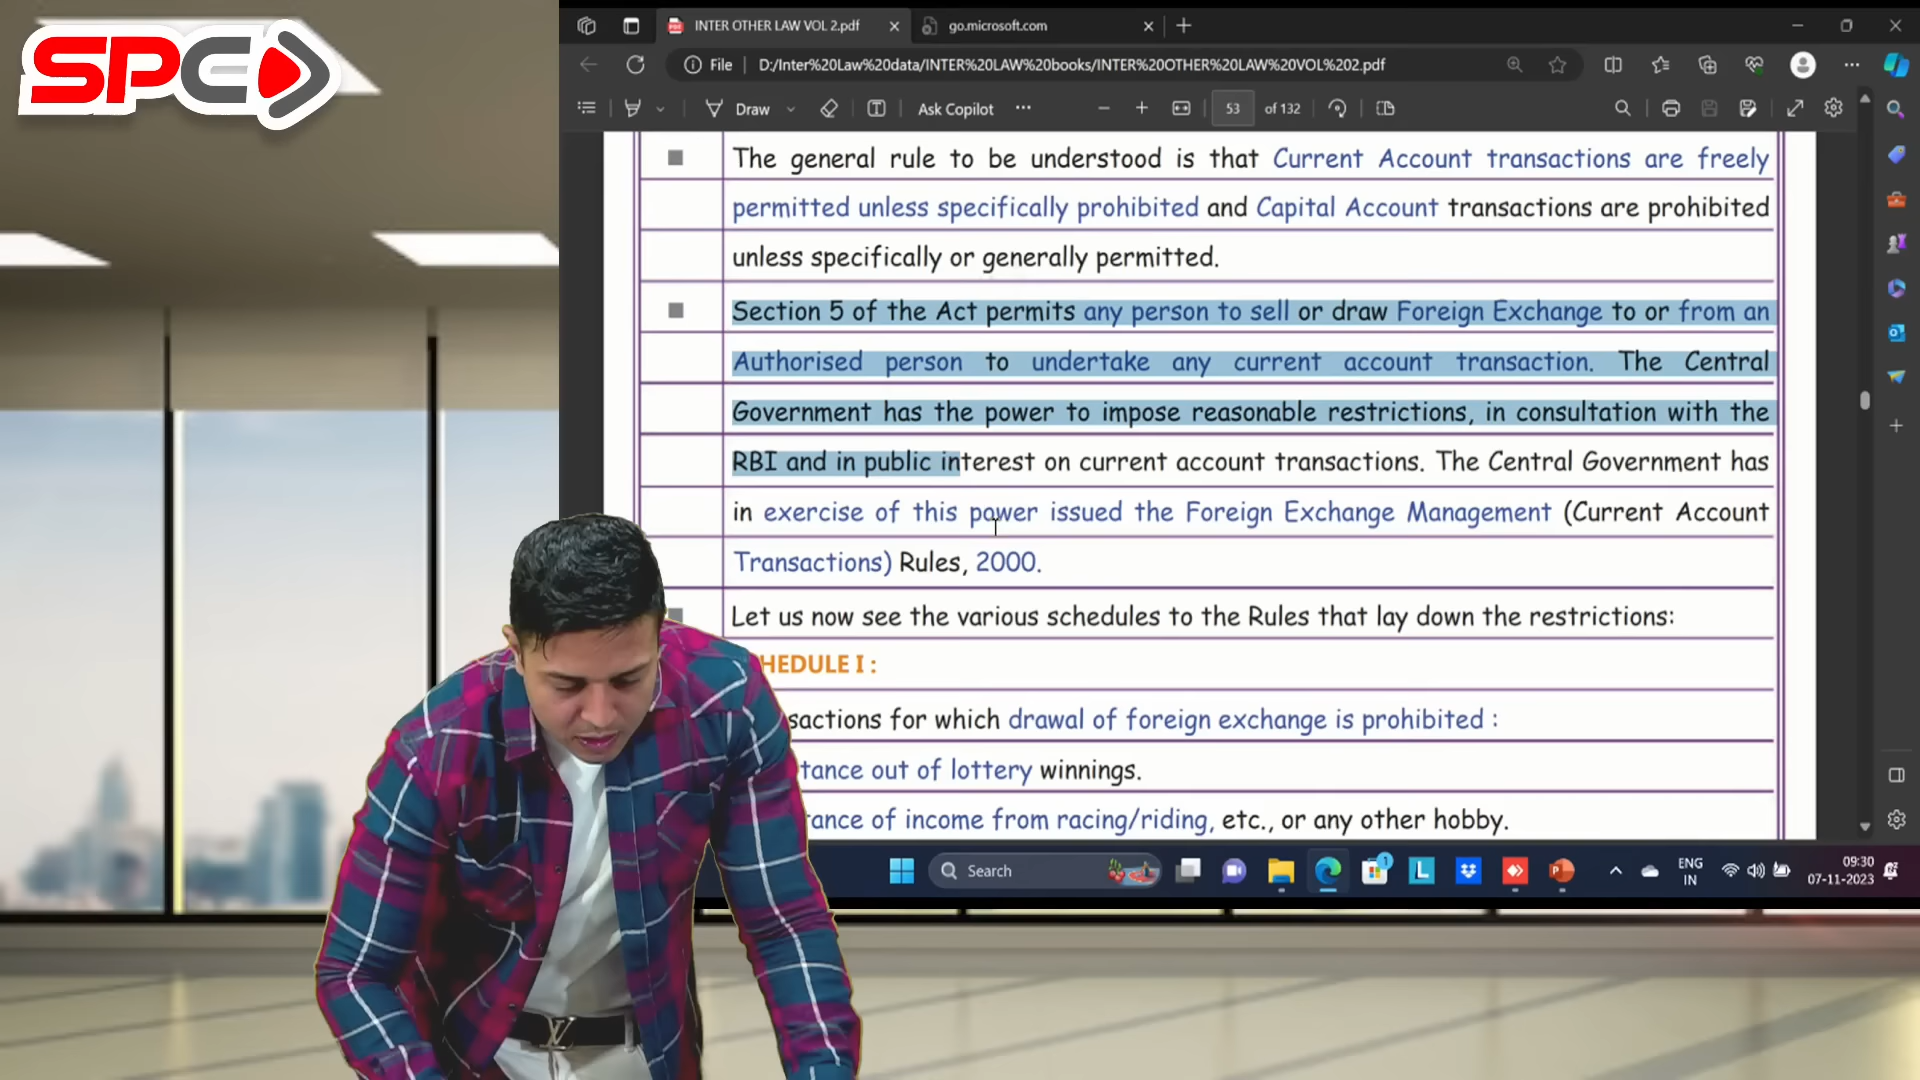 SPC
INTER OTHER LAW VOL 2.pdf
go.microsoft.com
File
D:/Inter%20Law%20data/INTER%20LAW%20books/INTER%20OTHER%20LAW%20VOL%202.pdf
Draw
Ask Copilot
53 of 132
The general rule to be understood is that Current Account transactions are freely
permitted unless specifically prohibited and Capital Account transactions are prohibited
unless specifically or generally permitted.
Section 5 of the Act permits any person to sell or draw Foreign Exchange to or from an
Authorised person to undertake any current account transaction. The Central
Government has the power to impose reasonable restrictions, in consultation with the
RBI and in public interest on current account transactions. The Central Government has
in exercise of this power issued the Foreign Exchange Management (Current Account
Transactions) Rules, 2000.
Let us now see the various schedules to the Rules that lay down the restrictions:
HEDULE I :
sactions for which drawal of foreign exchange is prohibited :
tance out of lottery winnings.
tance of income from racing/riding, etc., or any other hobby.
Search
1
ENG
IN
09:30
07-11-2023